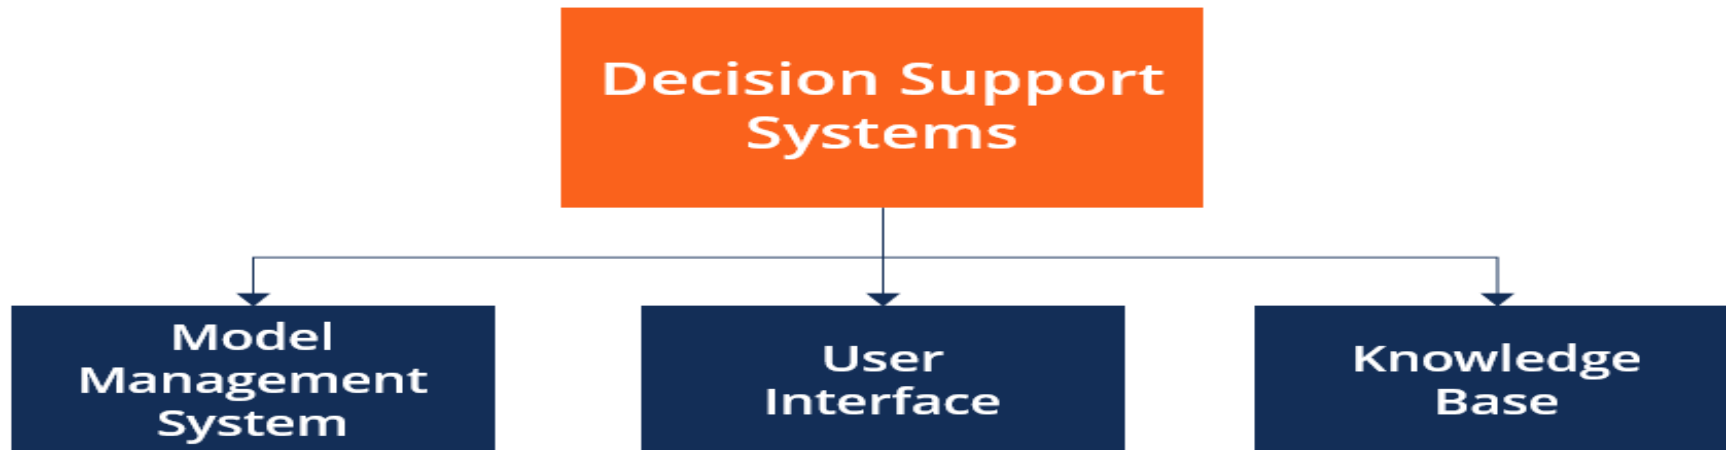 Decision Support
Systems
Model
Management
System
User
Interface
Knowledge
Base